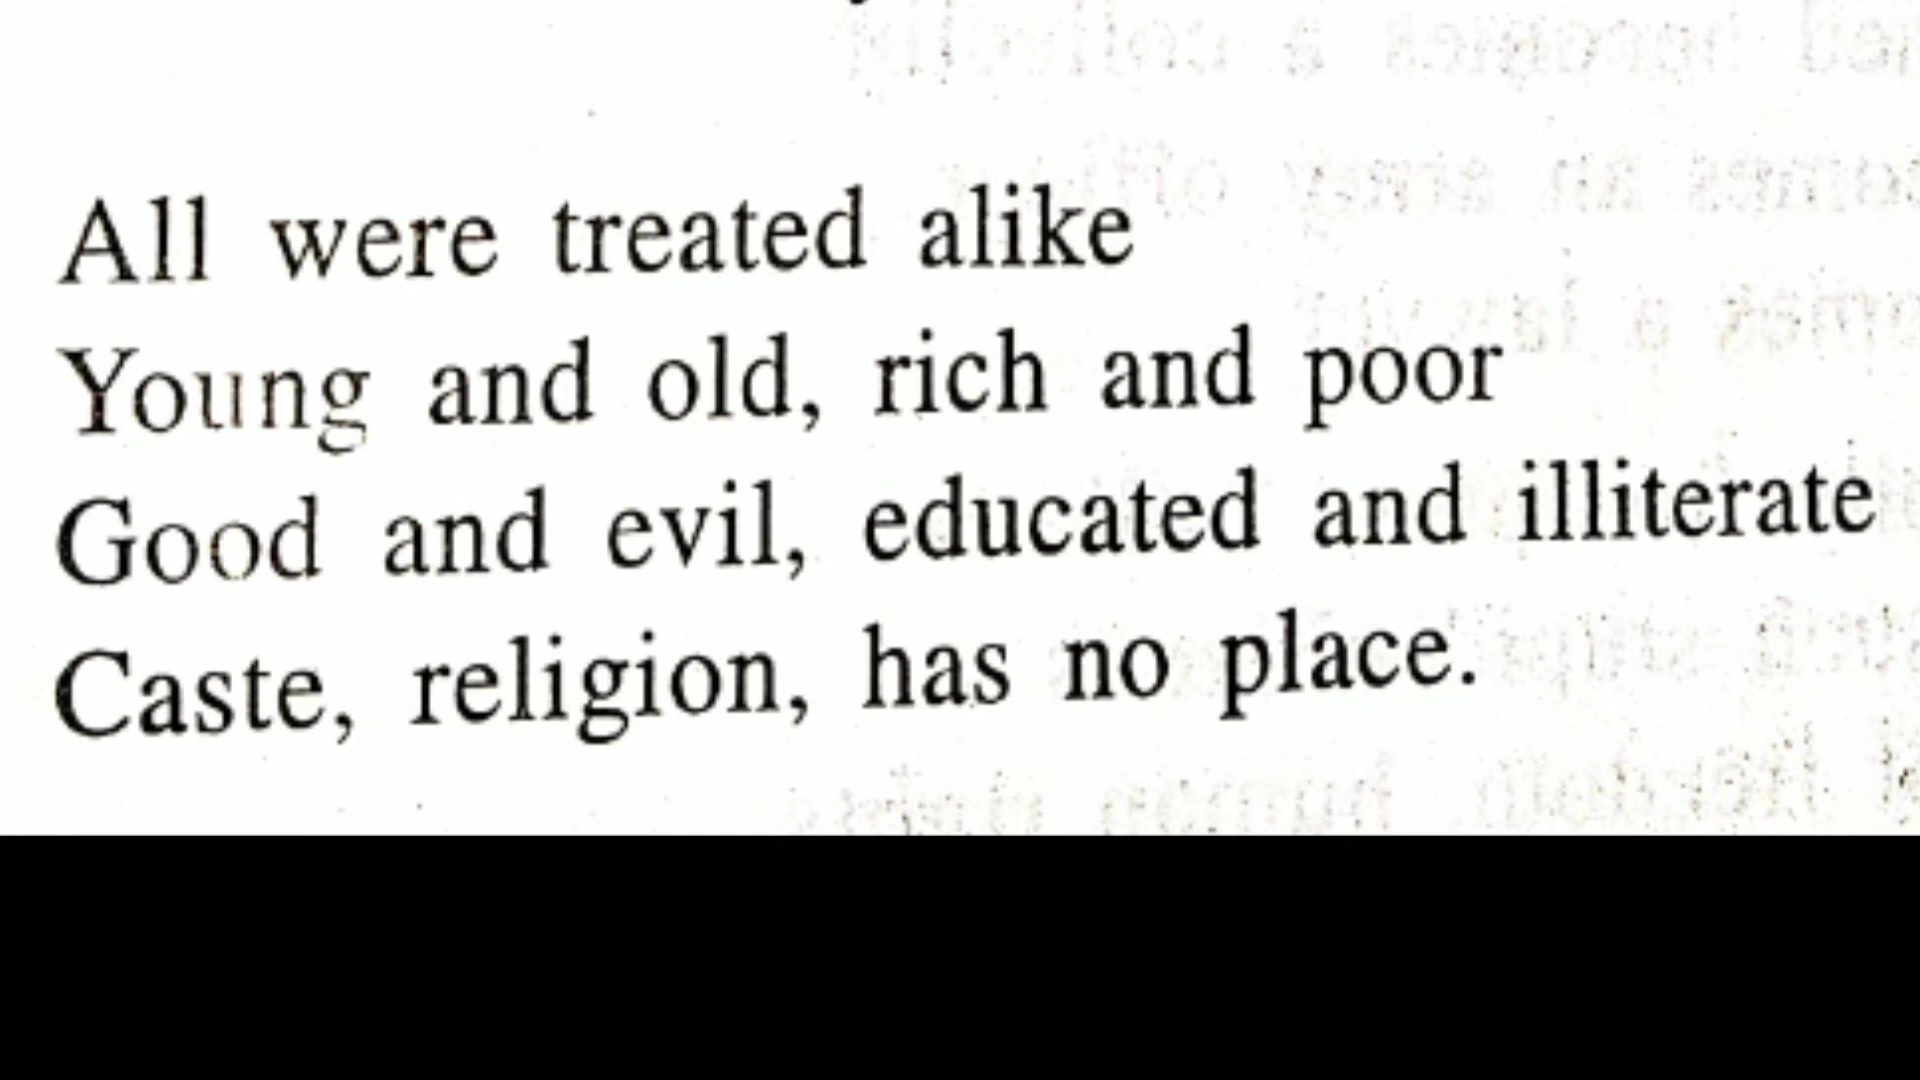 All were treated alike
Young and old, rich and poor
Good and evil, educated and illiterate
Caste, religion, has no place.